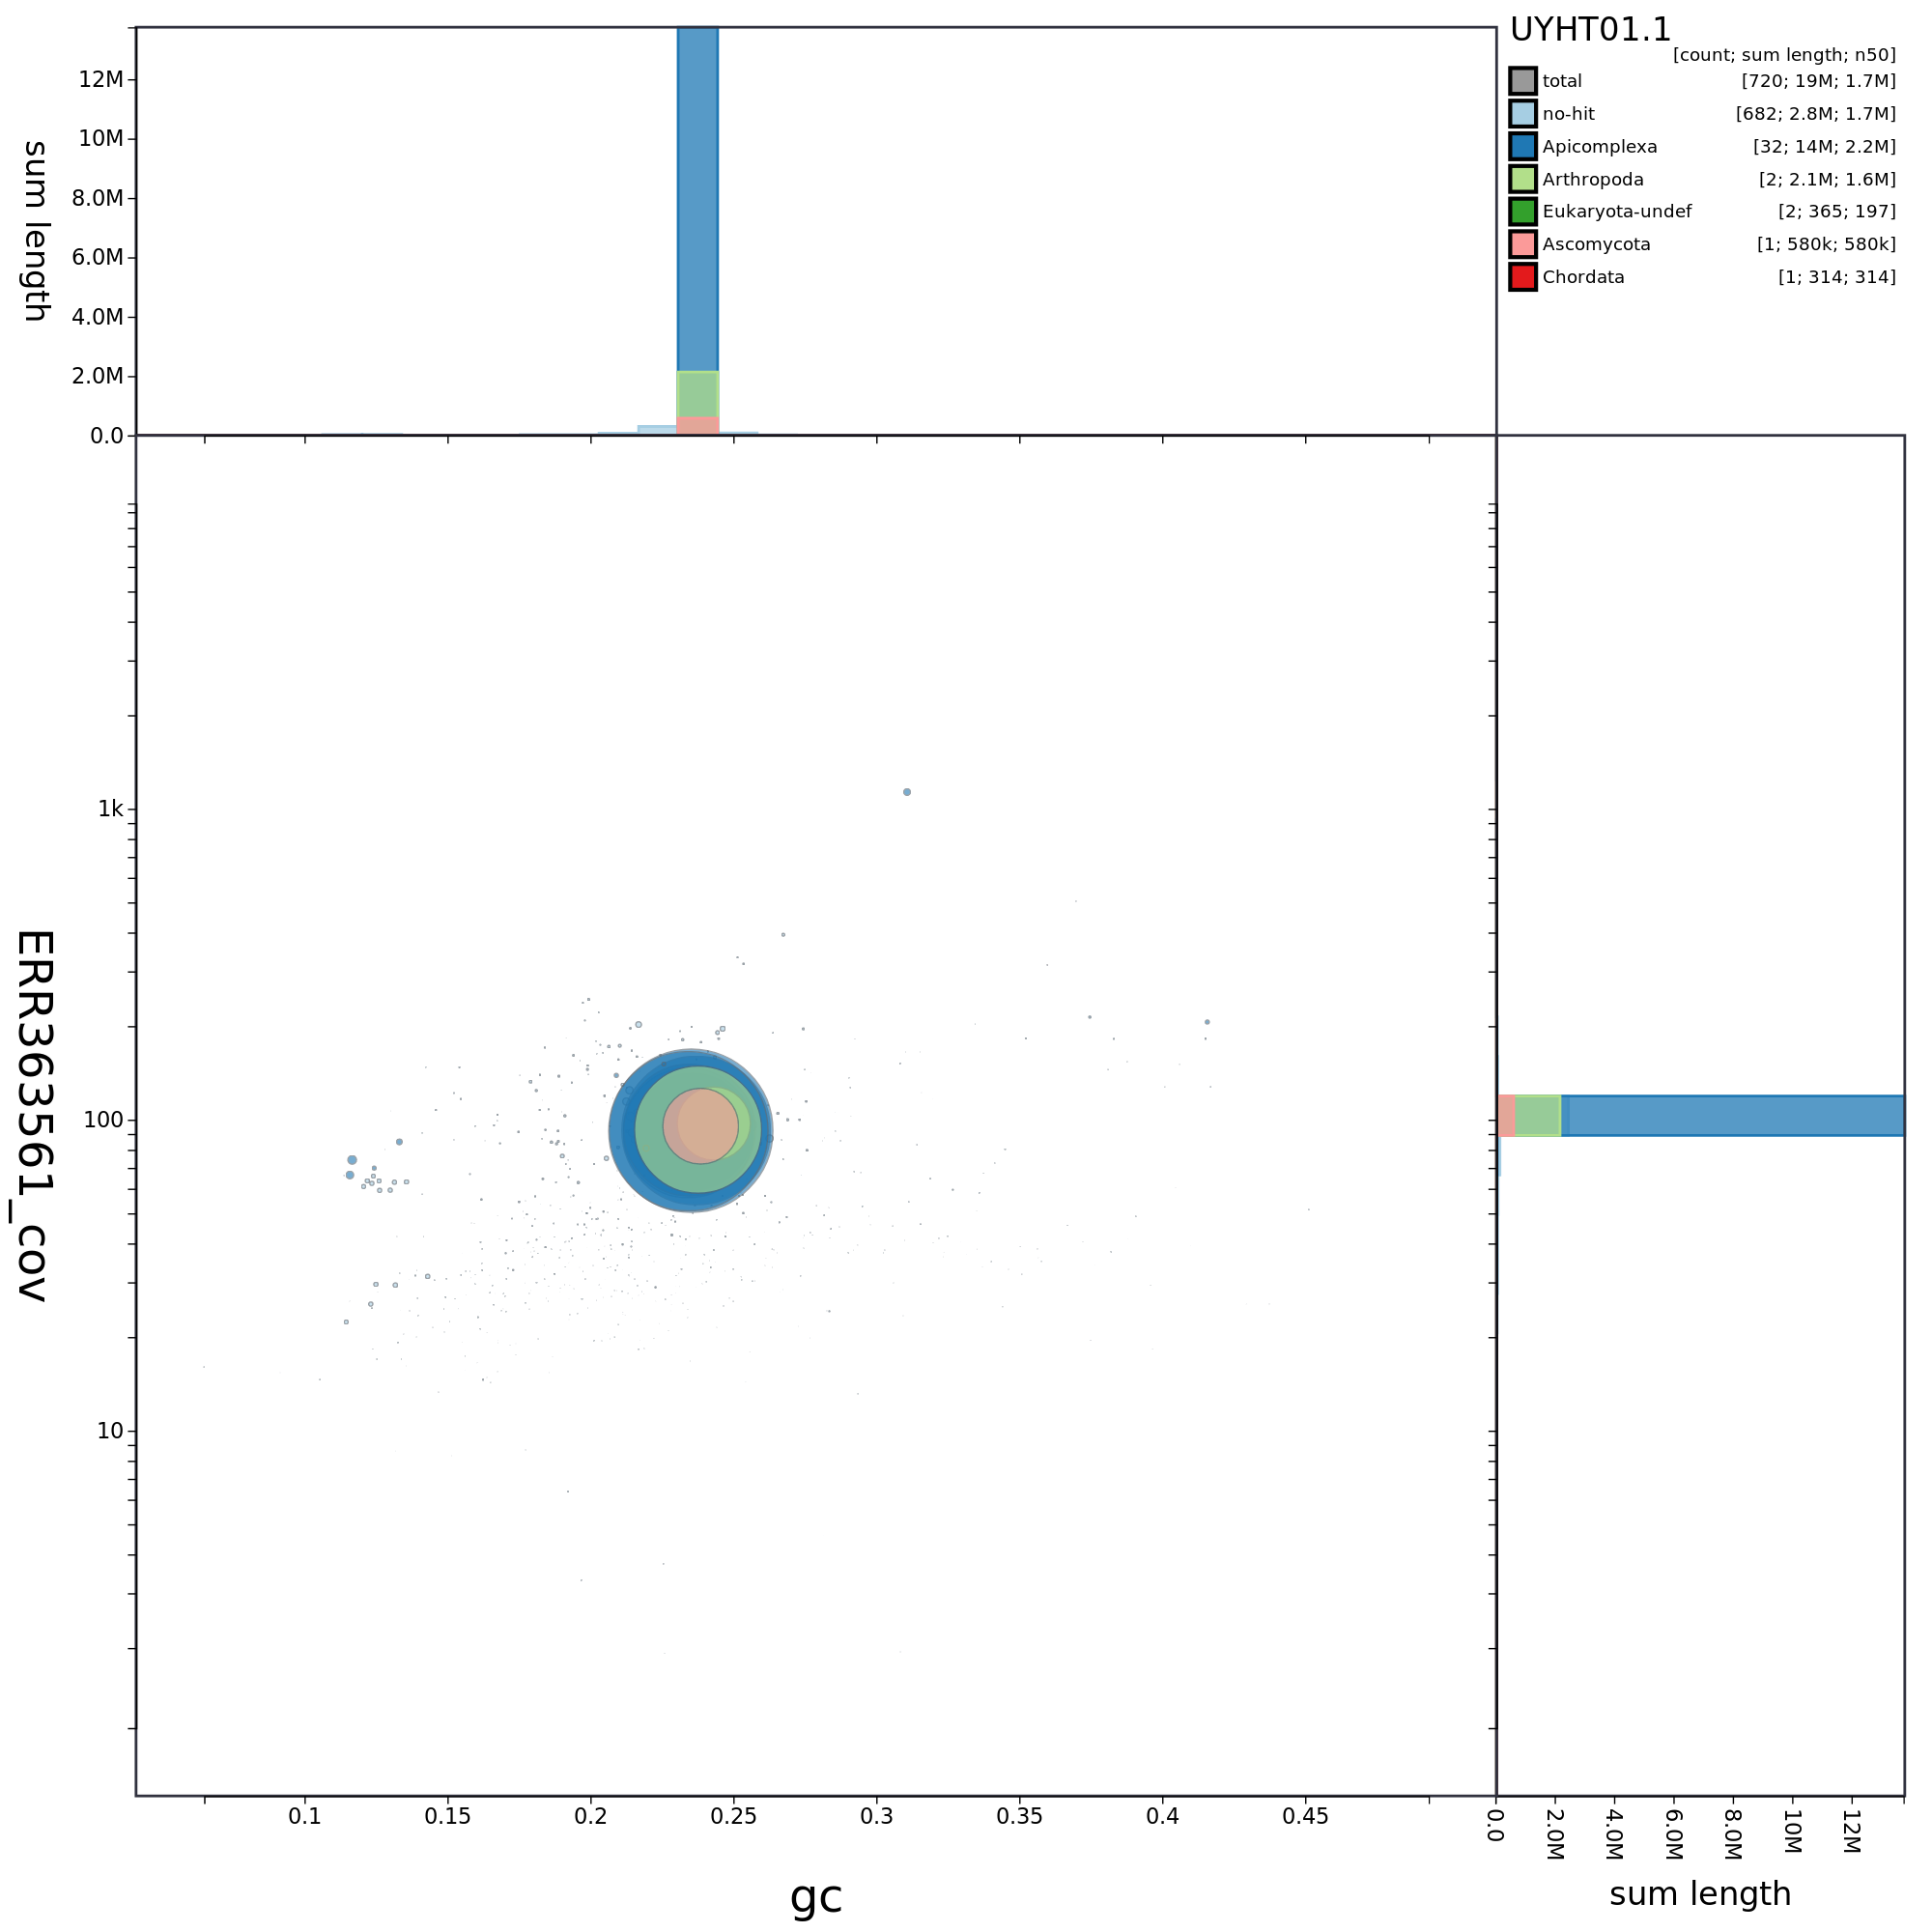 UYHT01.1
[count; sum length; n50]
total [720; 19M; 1.7M]
no-hit [682; 2.8M; 1.7M]
Apicomplexa [32; 14M; 2.2M]
Arthropoda [2; 2.1M; 1.6M]
Eukaryota-undef [2; 365; 197]
Ascomycota [1; 580k; 580k]
Chordata [1; 314; 314]
sum length
12M
10M
8.0M
6.0M
4.0M
2.0M
0.0
ERR363561_cov
1k
100
10
0.1 0.15 0.2 0.25 0.3 0.35 0.4 0.45
gc
0.0 2.0M 4.0M 6.0M 8.0M 10M 12M
sum length